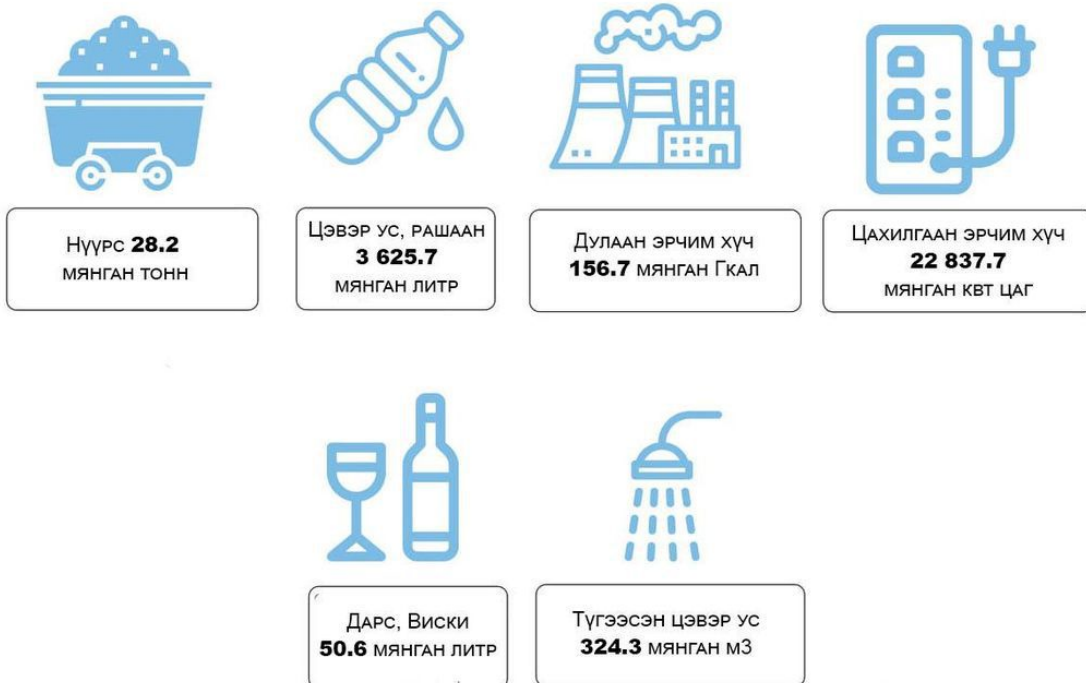 Нүүрс 28.2
мянган тонн
Цэвэр ус, рашаан
3 625.7
мянган литр
Дулаан эрчим хүч
156.7 мянган Гкал
Цахилгаан эрчим хүч
22 837.7
мянган квт цаг
Дарс, Виски
50.6 мянган литр
Түгээсэн цэвэр ус
324.3 мянган м3